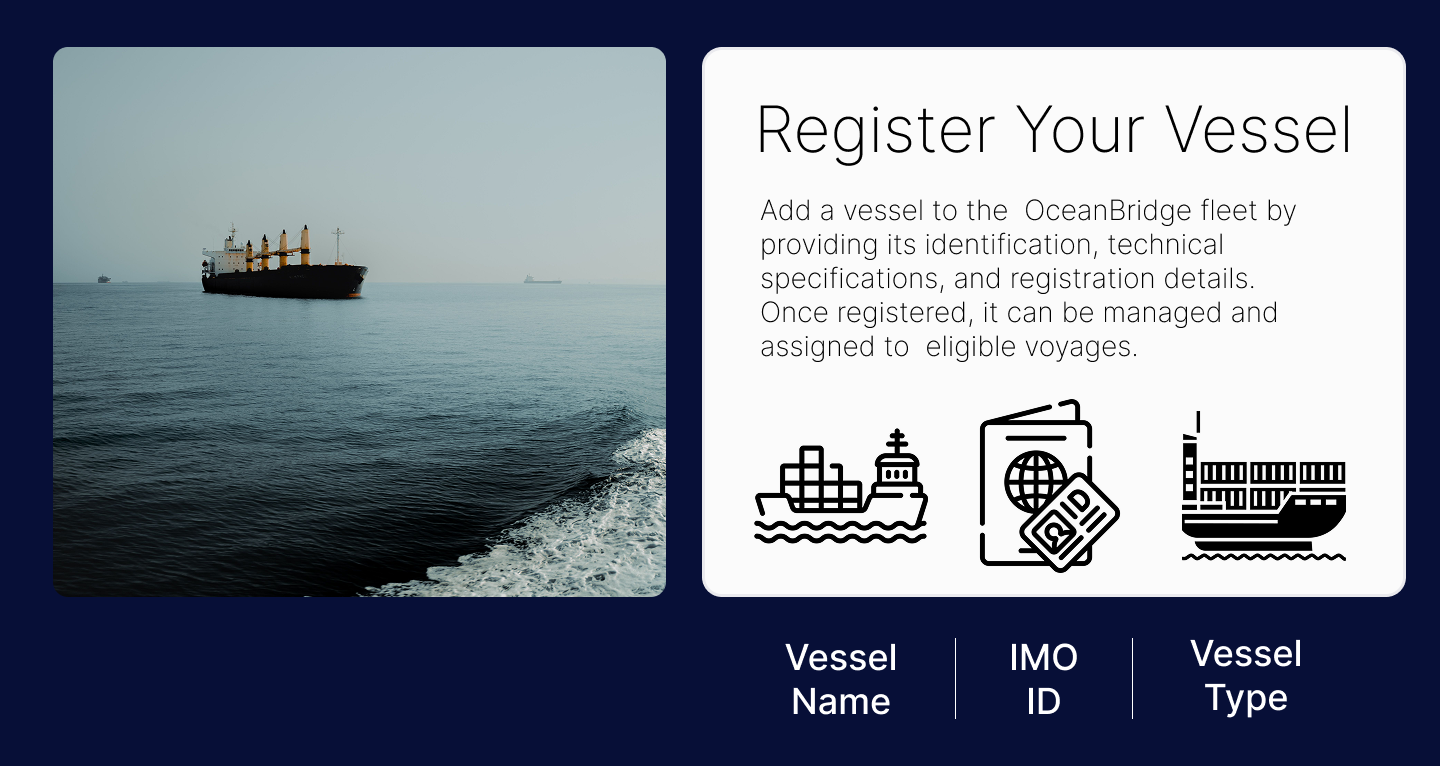 Register Your Vessel
Add a vessel to the  OceanBridge fleet by
providing its identification, technical
specifications, and registration details.
Once registered, it can be managed and
assigned to  eligible voyages.
ID
Vessel
Name
IMO
ID
Vessel
Type